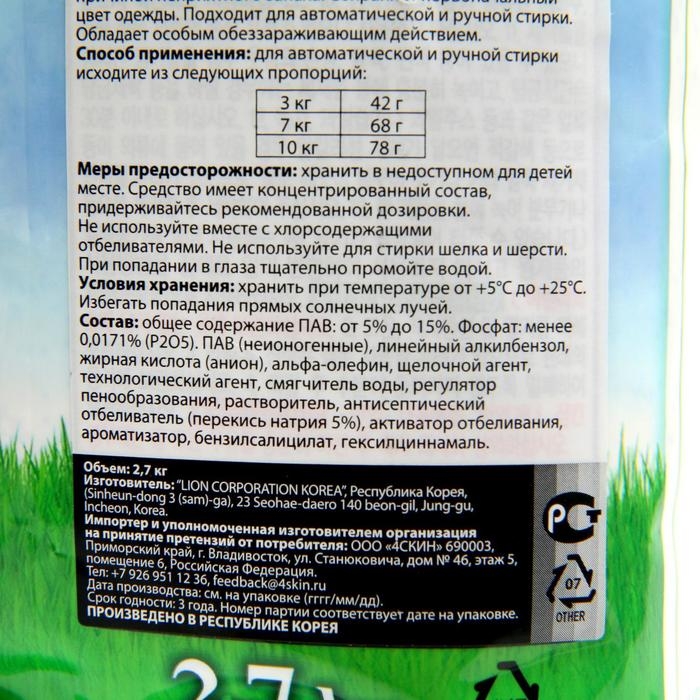 цвет одежды. Подходит для автоматической и ручной стирки.
Обладает особым обеззараживающим действием.
Способ применения: для автоматической и ручной стирки
исходите из следующих пропорций:
3 кг 42 г
7 кг 68 г
10 кг 78 г
Меры предосторожности: хранить в недоступном для детей
месте. Средство имеет концентрированный состав,
придерживайтесь рекомендованной дозировки.
Не используйте вместе с хлорсодержащими
отбеливателями. Не используйте для стирки шелка и шерсти.
При попадании в глаза тщательно промойте водой.
Условия хранения: хранить при температуре от +5°С до +25°С.
Избегать попадания прямых солнечных лучей.
Состав: общее содержание ПАВ: от 5% до 15%. Фосфат: менее
0,0171% (P2O5). ПАВ (неионогенные), линейный алкилбензол,
жирная кислота (анион), альфа-олефин, щелочной агент,
технологический агент, смягчитель воды, регулятор
пенообразования, растворитель, антисептический
отбеливатель (перекись натрия 5%), активатор отбеливания,
ароматизатор, бензилсалицилат, гексилциннамаль.
Объем: 2,7 кг
Изготовитель: "LION CORPORATION KOREA", Республика Корея,
(Sinheun-dong 3 (sam)-ga), 23 Seohae-daero 140 beon-gil, Jung-gu,
Incheon, Korea.
Импортер и уполномоченная изготовителем организация
на принятие претензий от потребителя: ООО «4СКИН» 690003,
Приморский край, г. Владивосток, ул. Станюковича, дом № 46, этаж 5,
помещение 6, Российская Федерация.
Тел: +7 926 951 12 36, feedback@4skin.ru
Дата производства: см. на упаковке (гггг/мм/дд).
Срок годности: 3 года. Номер партии соответствует дате на упаковке.
ПРОИЗВЕДЕНО В РЕСПУБЛИКЕ КОРЕЯ
РСТ
07
OTHER
2.7